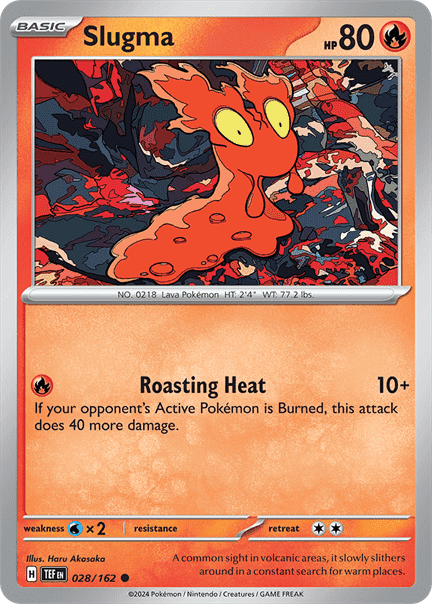 BASIC
Slugma
HP 80
NO. 0218 Lava Pokémon HT: 2'4" WT: 77.2 lbs.
Roasting Heat 10+
If your opponent's Active Pokémon is Burned, this attack
does 40 more damage.
weakness ×2 resistance retreat
Illus. Haru Akasaka
A common sight in volcanic areas, it slowly slithers
around in a constant search for warm places.
H TEF EN 028/162
©2024 Pokémon / Nintendo / Creatures / GAME FREAK